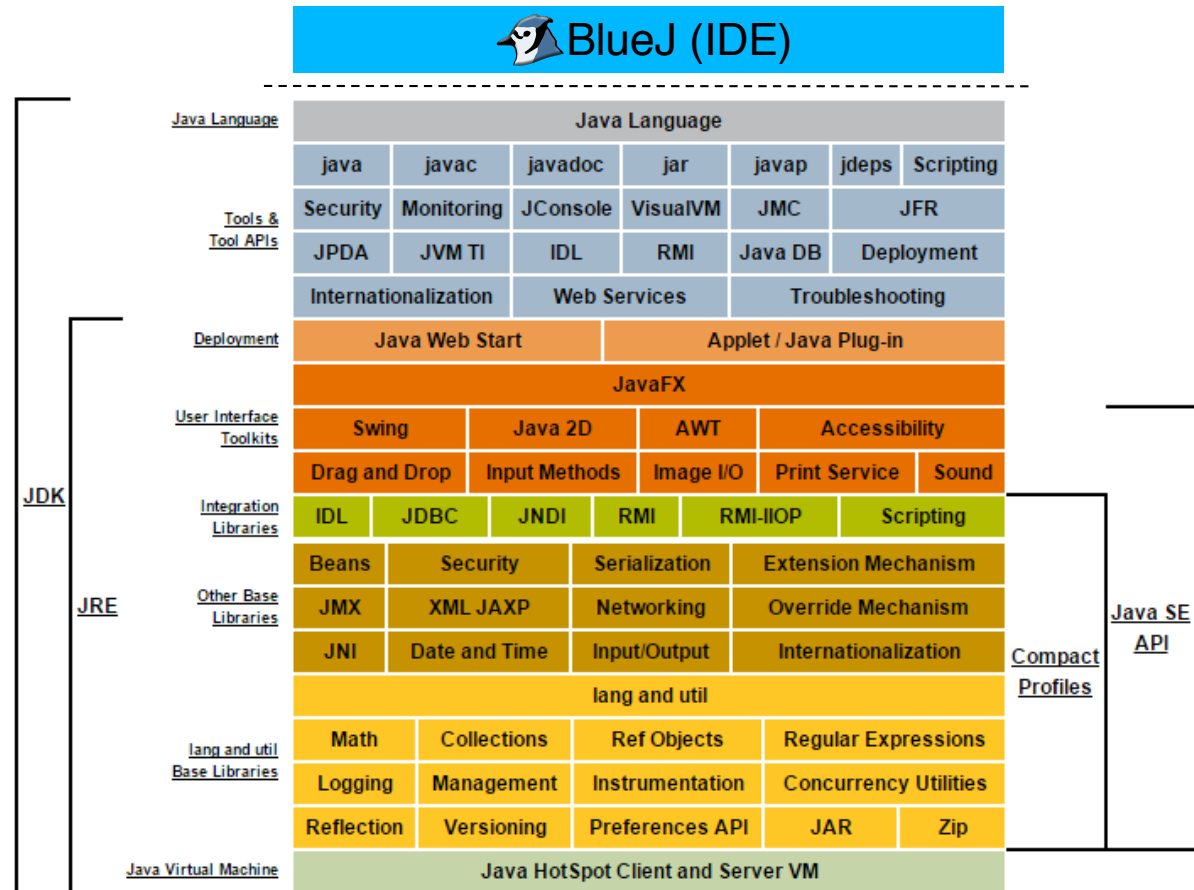 BlueJ (IDE)
Java Language
Java Language
java javac javadoc jar javap jdeps Scripting
Tools &
Tool APIs
Security Monitoring JConsole VisualVM JMC JFR
JPDA JVM TI IDL RMI Java DB Deployment
Internationalization Web Services Troubleshooting
Deployment
Java Web Start Applet / Java Plug-in
JavaFX
User Interface
Toolkits
Swing Java 2D AWT Accessibility
Drag and Drop Input Methods Image I/O Print Service Sound
JDK
Integration
Libraries
IDL JDBC JNDI RMI RMI-IIOP Scripting
Beans Security Serialization Extension Mechanism
JRE
Other Base
Libraries
JMX XML JAXP Networking Override Mechanism
Java SE
API
JNI Date and Time Input/Output Internationalization
Compact
Profiles
lang and util
lang and util
Base Libraries
Math Collections Ref Objects Regular Expressions
Logging Management Instrumentation Concurrency Utilities
Reflection Versioning Preferences API JAR Zip
Java Virtual Machine
Java HotSpot Client and Server VM